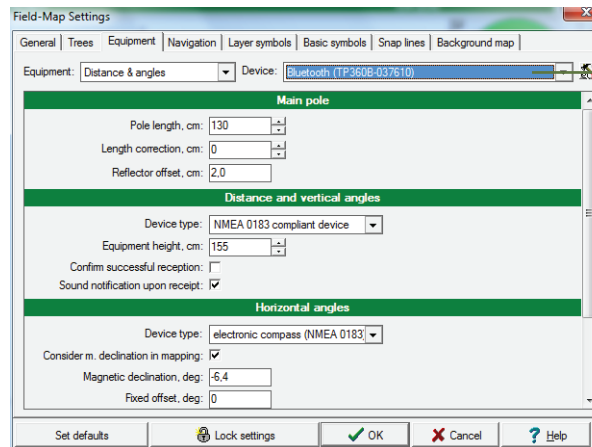 Field-Map Settings
General Trees Equipment Navigation Layer symbols Basic symbols Snap lines Background map
Equipment: Distance & angles Device: Bluetooth (TP360B-037610)
Main pole
Pole length, cm: 130
Length correction, cm: 0
Reflector offset, cm: 2,0
Distance and vertical angles
Device type: NMEA 0183 compliant device
Equipment height, cm: 155
Confirm successful reception:
Sound notification upon receipt:
Horizontal angles
Device type: electronic compass (NMEA 0183)
Consider m. declination in mapping:
Magnetic declination, deg: -6,4
Fixed offset, deg: 0
Set defaults Lock settings OK Cancel ? Help